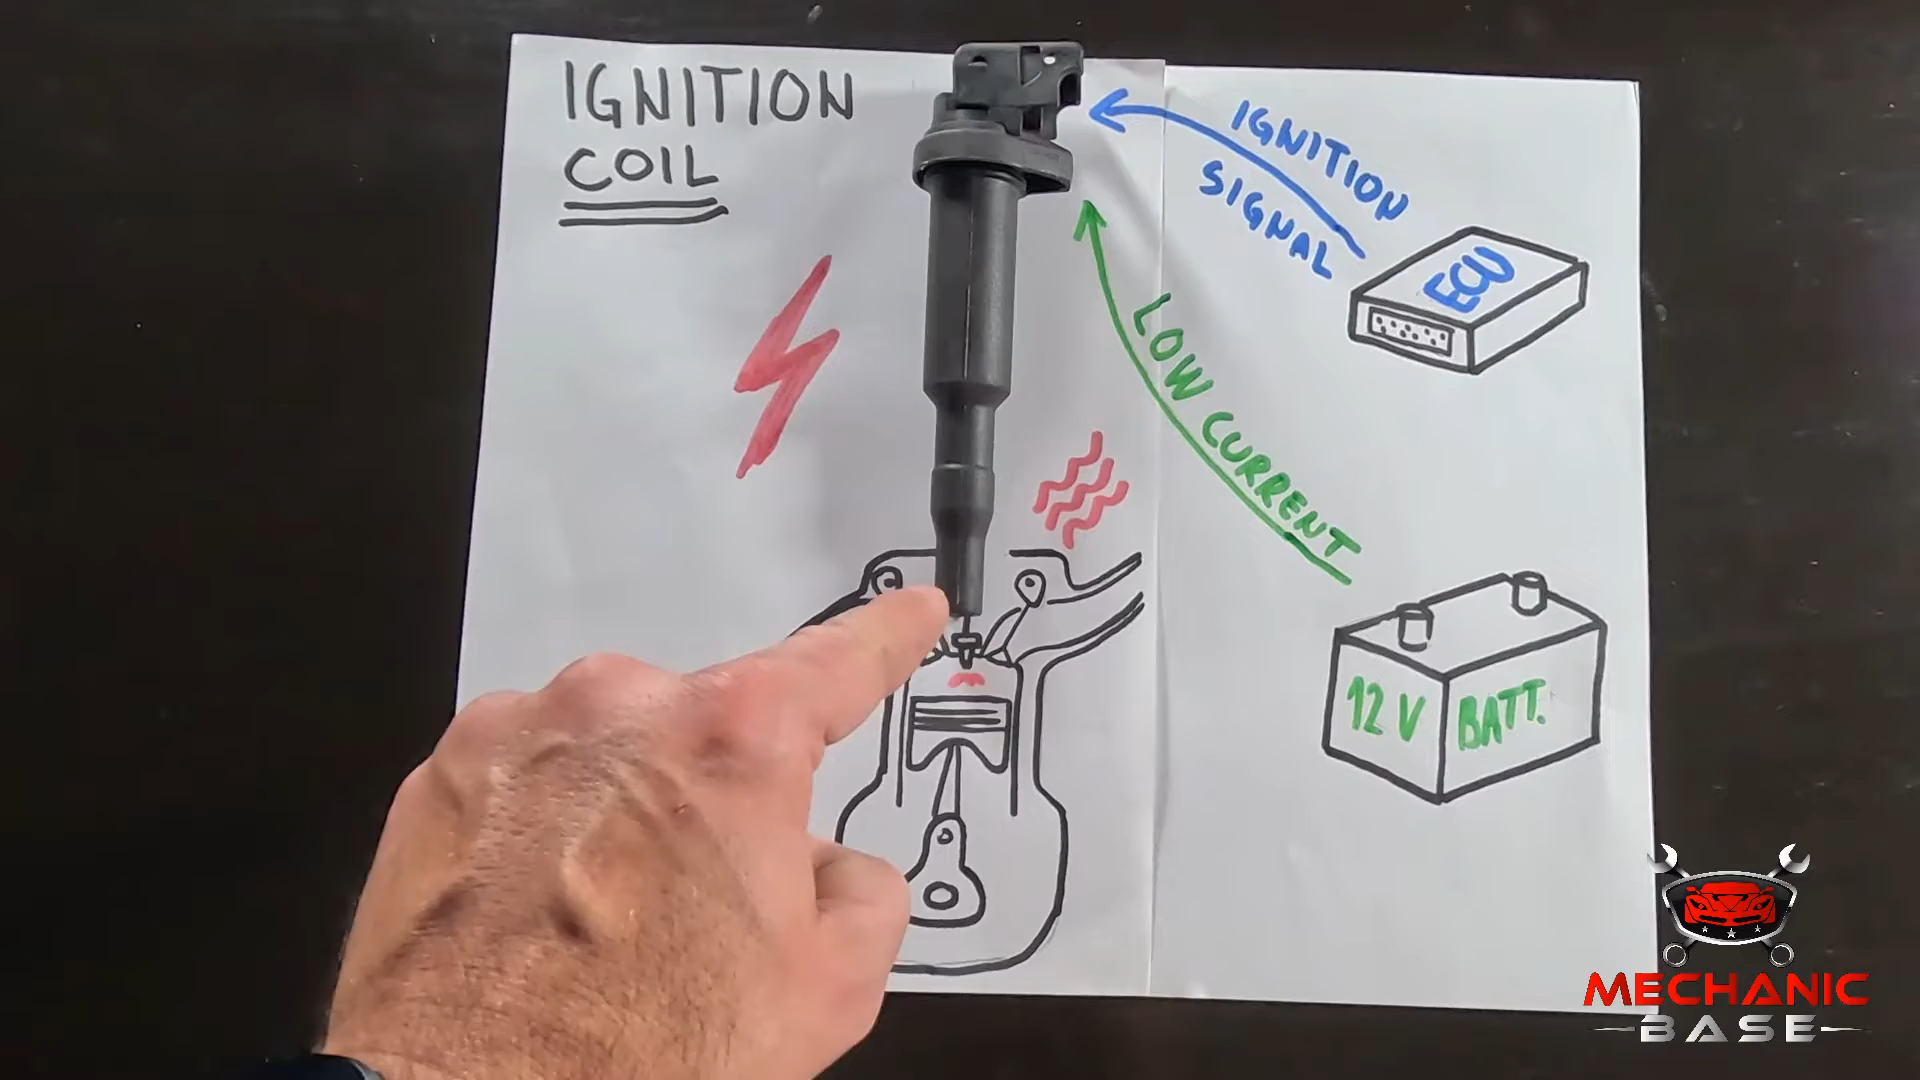 IGNITION
COIL
IGNITION
SIGNAL
ECU
LOW CURRENT
12 V BATT.
MECHANIC
BASE